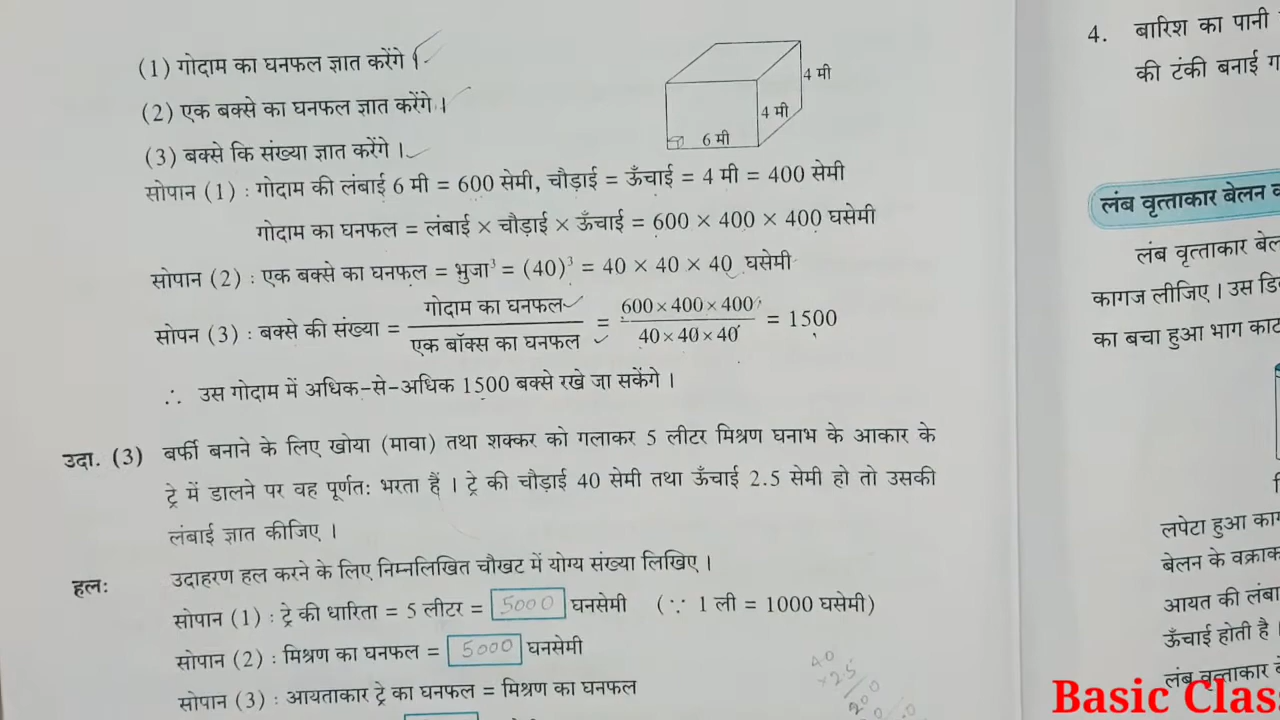 (1) गोदाम का घनफल ज्ञात करेंगे ।
(2) एक बक्से का घनफल ज्ञात करेंगे ।
(3) बक्से कि संख्या ज्ञात करेंगे ।
4 मी
4 मी
6 मी
सोपान (1) : गोदाम की लंबाई 6 मी = 600 सेमी, चौड़ाई = ऊँचाई = 4 मी = 400 सेमी
गोदाम का घनफल = लंबाई × चौड़ाई × ऊँचाई = 600 × 400 × 400 घसेमी
सोपान (2) : एक बक्से का घनफल = भुजा³ = (40)³ = 40 × 40 × 40 घसेमी
सोपन (3) : बक्से की संख्या = गोदाम का घनफल / एक बॉक्स का घनफल = 600 × 400 × 400 / 40 × 40 × 40 = 1500
∴ उस गोदाम में अधिक-से-अधिक 1500 बक्से रखे जा सकेंगे ।
उदा. (3) बर्फी बनाने के लिए खोया (मावा) तथा शक्कर को गलाकर 5 लीटर मिश्रण घनाभ के आकार के
ट्रे में डालने पर वह पूर्णत: भरता हैं । ट्रे की चौड़ाई 40 सेमी तथा ऊँचाई 2.5 सेमी हो तो उसकी
लंबाई ज्ञात कीजिए ।
हल: उदाहरण हल करने के लिए निम्नलिखित चौखट में योग्य संख्या लिखिए ।
सोपान (1) : ट्रे की धारिता = 5 लीटर = 5000 घनसेमी (∵ 1 ली = 1000 घसेमी)
सोपान (2) : मिश्रण का घनफल = 5000 घनसेमी
सोपान (3) : आयताकार ट्रे का घनफल = मिश्रण का घनफल
40
×2.5
4. बारिश का पानी
की टंकी बनाई ग
लंब वृत्ताकार बेलन
लंब वृत्ताकार बेल
कागज लीजिए । उस डि
का बचा हुआ भाग काट
लपेटा हुआ का
बेलन के वक्राक
आयत की लंबा
ऊँचाई होती है ।
लंब वृत्ताकार
Basic Clas